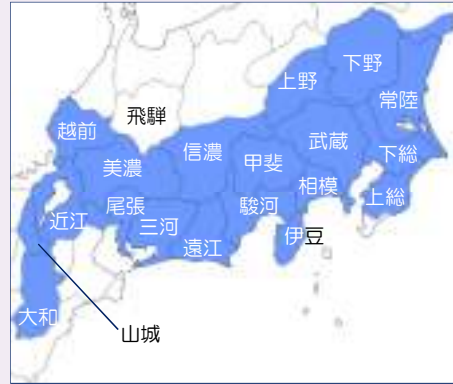 下野
上野
常陸
飛騨
越前
武蔵
信濃
下総
甲斐
美濃
相模
上総
尾張
駿河
近江
三河
伊豆
遠江
大和
山城